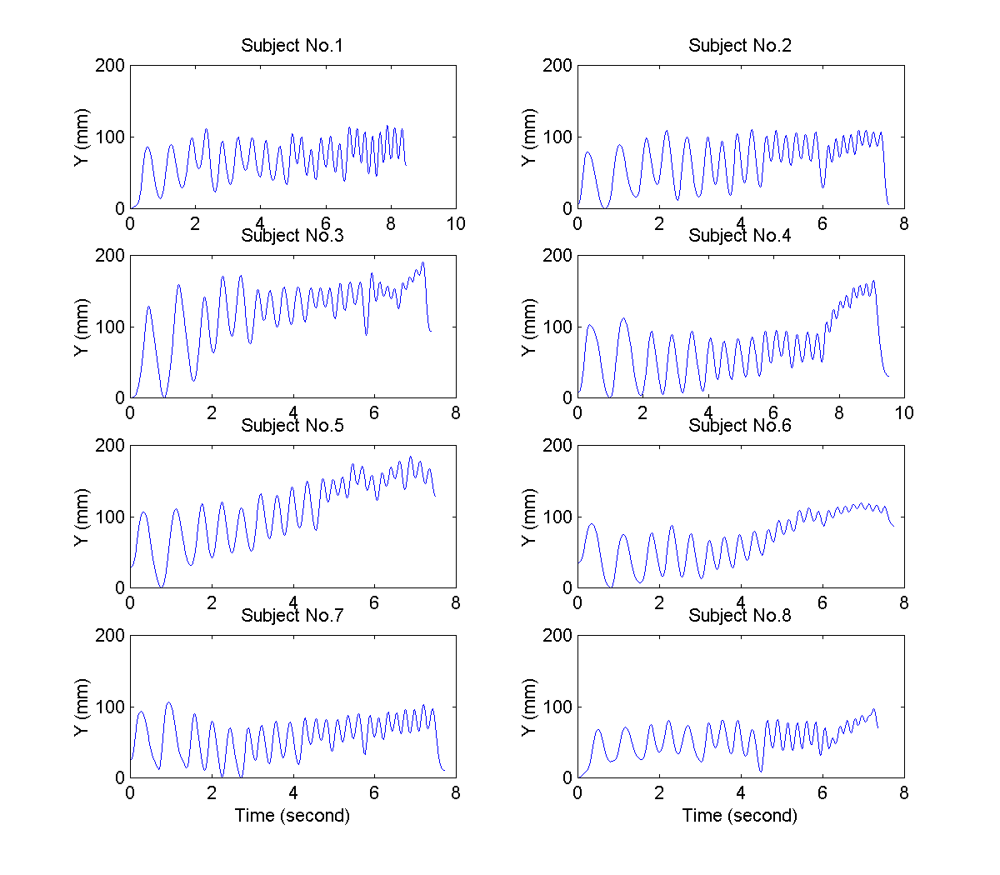 Subject No.1
Subject No.2
200
100
0
Y (mm)
0 2 4 6 8 10
200
100
0
Y (mm)
0 2 4 6 8
Subject No.3
Subject No.4
200
100
0
Y (mm)
0 2 4 6 8
200
100
0
Y (mm)
0 2 4 6 8 10
Subject No.5
Subject No.6
200
100
0
Y (mm)
0 2 4 6 8
200
100
0
Y (mm)
0 2 4 6 8
Subject No.7
Subject No.8
200
100
0
Y (mm)
0 2 4 6 8
Time (second)
200
100
0
Y (mm)
0 2 4 6 8
Time (second)